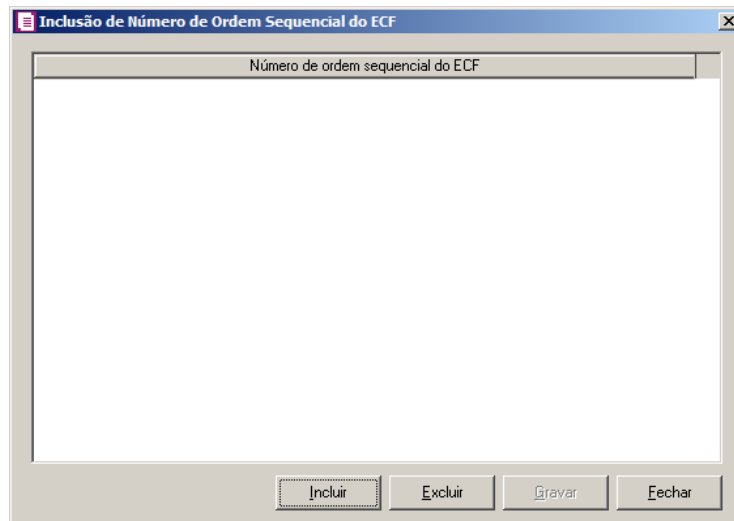 Inclusão de Número de Ordem Sequencial do ECF
Número de ordem sequencial do ECF
Incluir Excluir Gravar Fechar